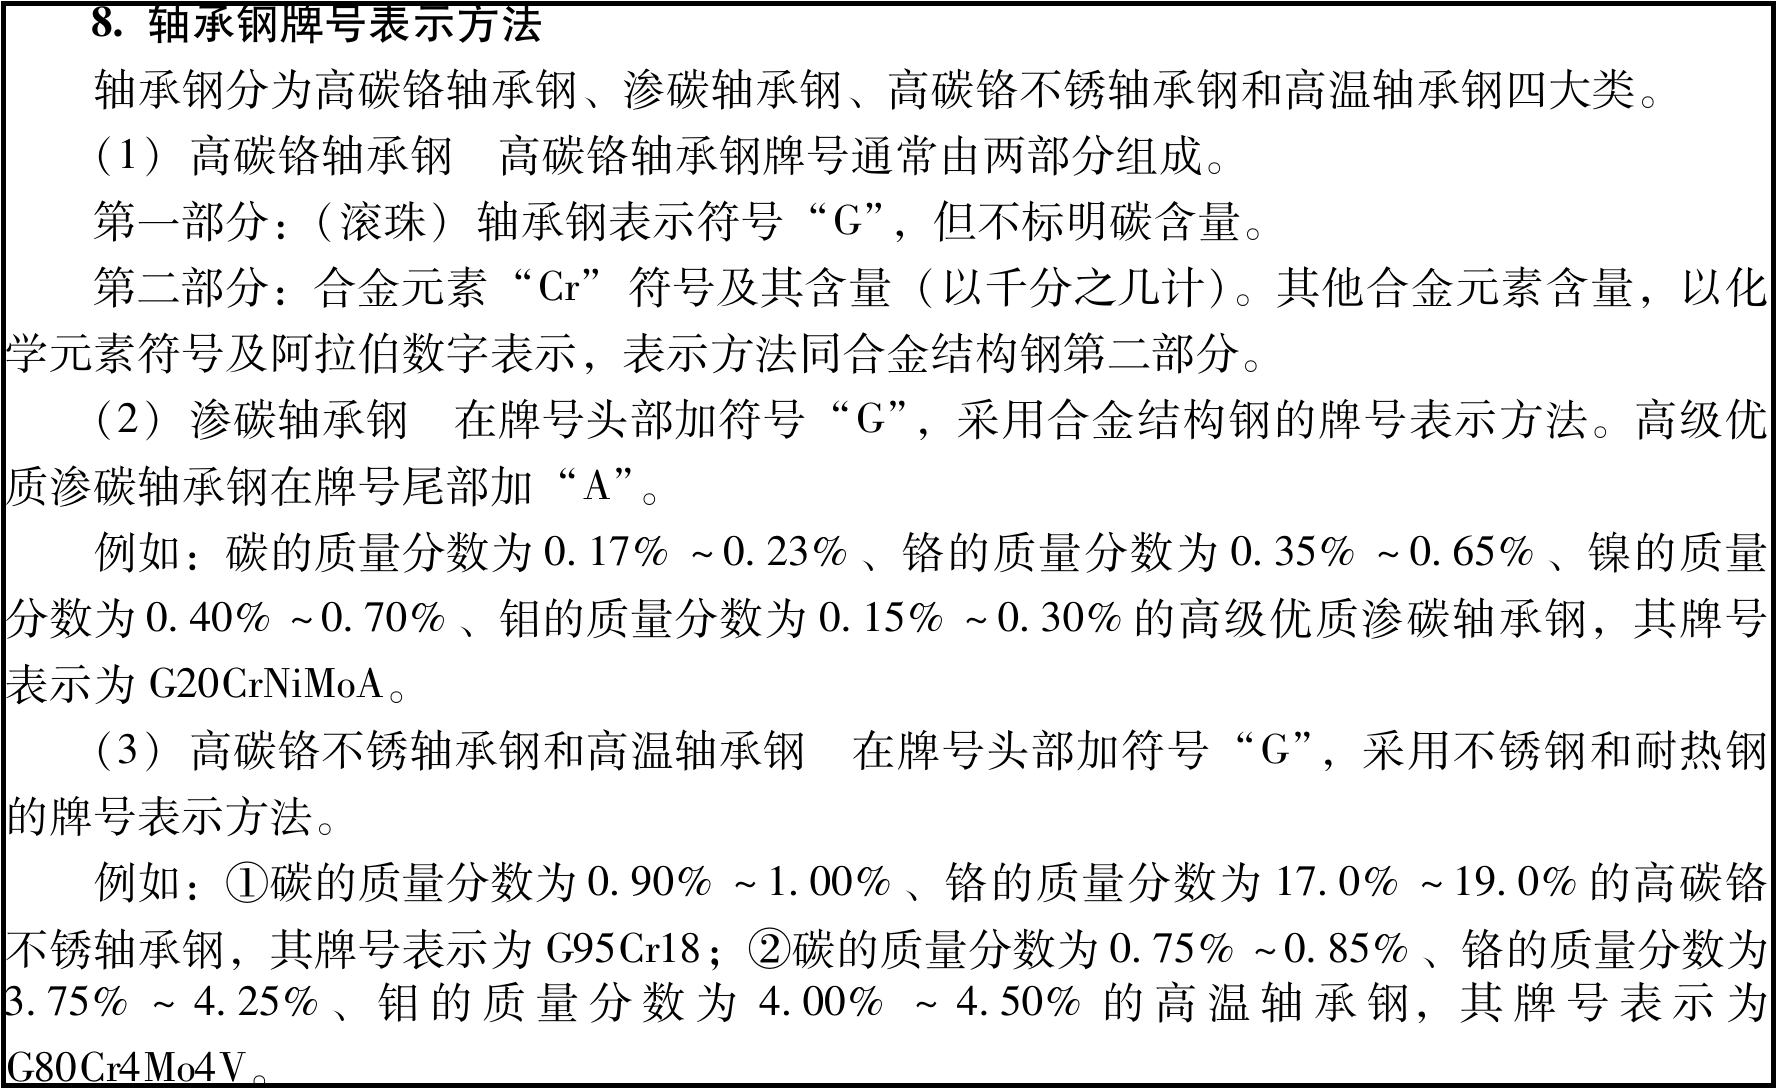 8. 轴承钢牌号表示方法
轴承钢分为高碳铬轴承钢、渗碳轴承钢、高碳铬不锈轴承钢和高温轴承钢四大类。
（1）高碳铬轴承钢　高碳铬轴承钢牌号通常由两部分组成。
第一部分：（滚珠）轴承钢表示符号“G”，但不标明碳含量。
第二部分：合金元素“Cr”符号及其含量（以千分之几计）。其他合金元素含量，以化
学元素符号及阿拉伯数字表示，表示方法同合金结构钢第二部分。
（2）渗碳轴承钢　在牌号头部加符号“G”，采用合金结构钢的牌号表示方法。高级优
质渗碳轴承钢在牌号尾部加“A”。
例如：碳的质量分数为0.17%～0.23%、铬的质量分数为0.35%～0.65%、镍的质量
分数为0.40%～0.70%、钼的质量分数为0.15%～0.30%的高级优质渗碳轴承钢，其牌号
表示为G20CrNiMoA。
（3）高碳铬不锈轴承钢和高温轴承钢　在牌号头部加符号“G”，采用不锈钢和耐热钢
的牌号表示方法。
例如：①碳的质量分数为0.90%～1.00%、铬的质量分数为17.0%～19.0%的高碳铬
不锈轴承钢，其牌号表示为G95Cr18；②碳的质量分数为0.75%～0.85%、铬的质量分数为
3.75%～4.25%、钼的质量分数为4.00%～4.50%的高温轴承钢，其牌号表示为
G80Cr4Mo4V。